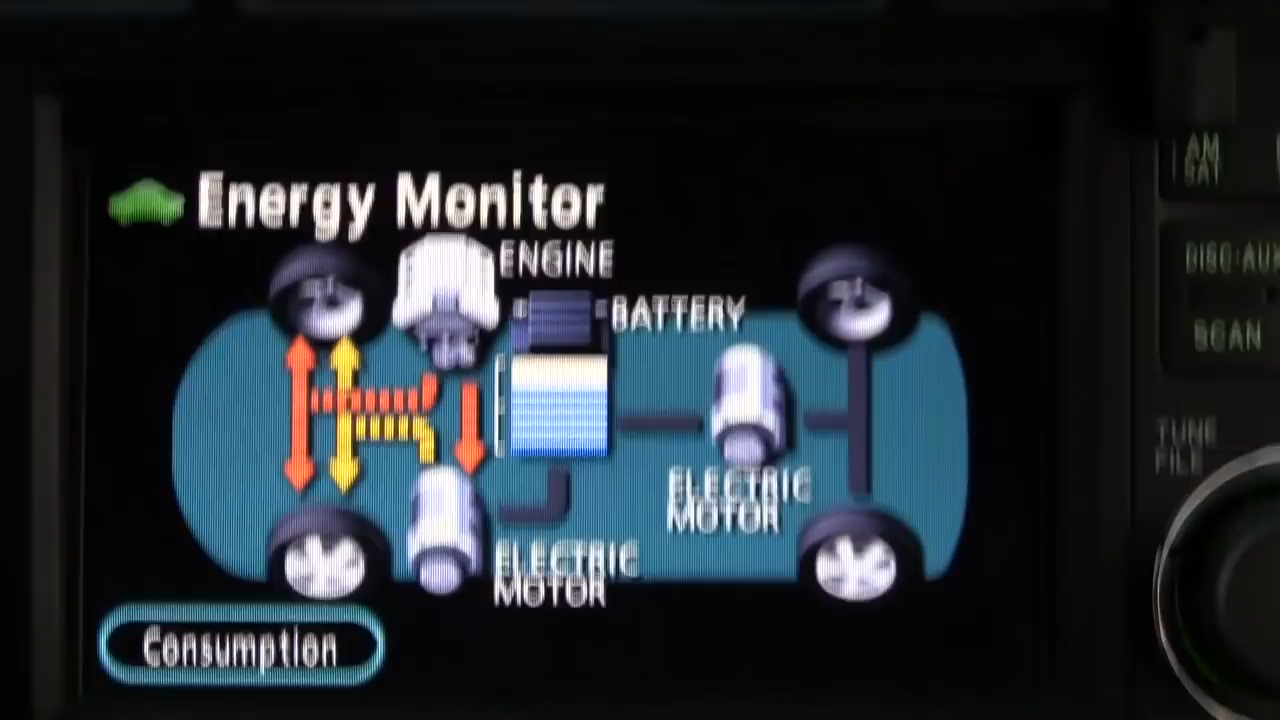 Energy Monitor
ENGINE
BATTERY
ELECTRIC
MOTOR
ELECTRIC
MOTOR
Consumption
AM
SAT
DISC·AUX
SCAN
TUNE
FILE